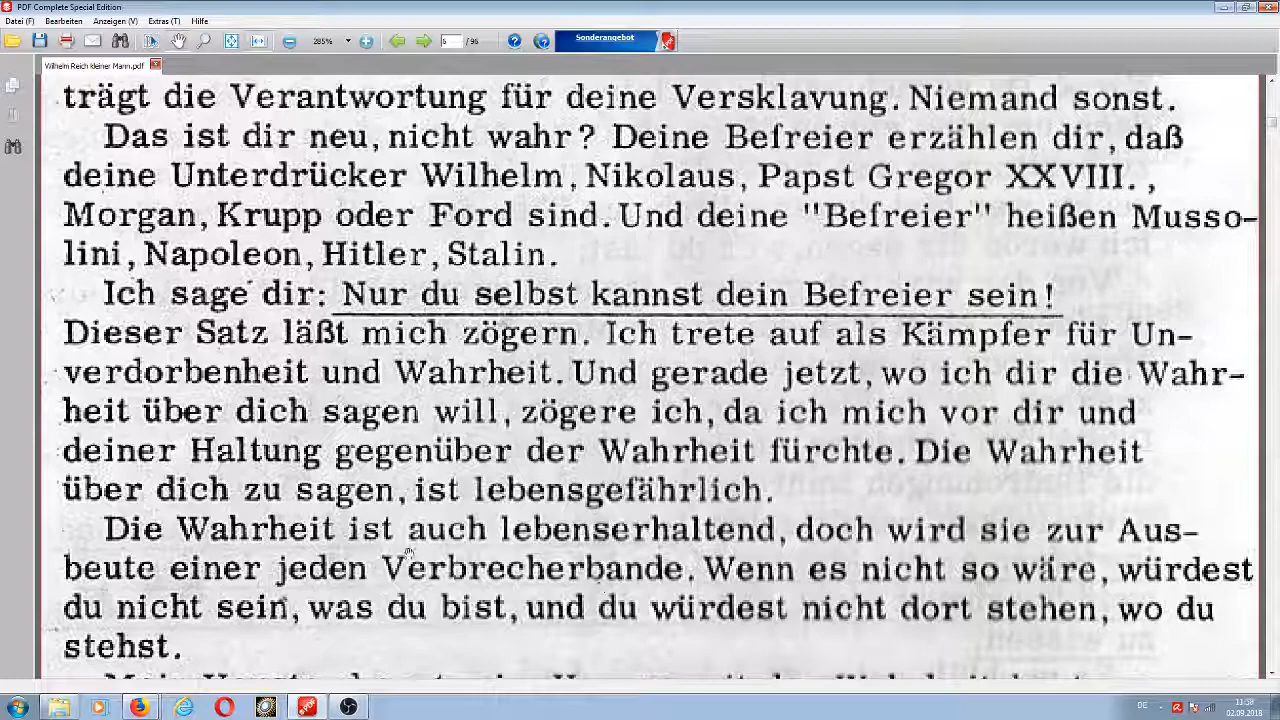 PDF Complete Special Edition
Datei (F) Bearbeiten Anzeigen (V) Extras (T) Hilfe
285% 5 / 95 Sonderangebot
Wilhelm Reich kleiner Mann.pdf
trägt die Verantwortung für deine Versklavung. Niemand sonst.
Das ist dir neu, nicht wahr? Deine Befreier erzählen dir, daß
deine Unterdrücker Wilhelm, Nikolaus, Papst Gregor XXVIII.,
Morgan, Krupp oder Ford sind. Und deine "Befreier" heißen Musso-
lini, Napoleon, Hitler, Stalin.
Ich sage dir: Nur du selbst kannst dein Befreier sein!
Dieser Satz läßt mich zögern. Ich trete auf als Kämpfer für Un-
verdorbenheit und Wahrheit. Und gerade jetzt, wo ich dir die Wahr-
heit über dich sagen will, zögere ich, da ich mich vor dir und
deiner Haltung gegenüber der Wahrheit fürchte. Die Wahrheit
über dich zu sagen, ist lebensgefährlich.
Die Wahrheit ist auch lebenserhaltend, doch wird sie zur Aus-
beute einer jeden Verbrecherbande. Wenn es nicht so wäre, würdest
du nicht sein, was du bist, und du würdest nicht dort stehen, wo du
stehst.
DE 11:58
02.09.2018